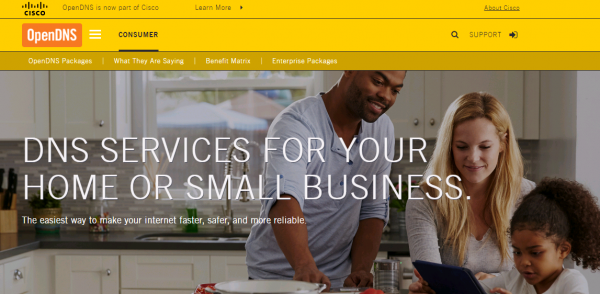 CISCO OpenDNS is now part of Cisco Learn More About Cisco
OpenDNS CONSUMER SUPPORT
OpenDNS Packages | What They Are Saying | Benefit Matrix | Enterprise Packages
DNS SERVICES FOR YOUR
HOME OR SMALL BUSINESS.
The easiest way to make your internet faster, safer, and more reliable.